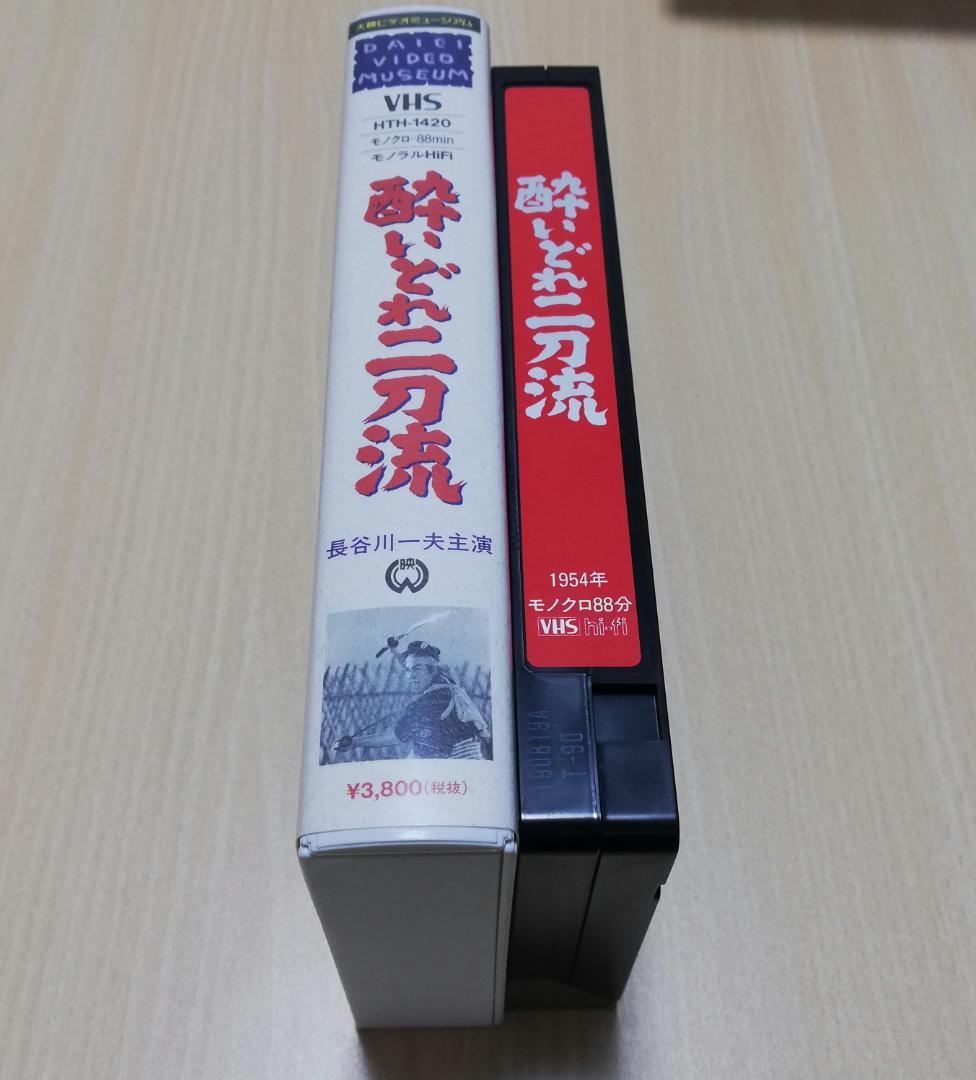 大映ビデオミュージアム
DAIEI
VIDEO
MUSEUM
VHS
HTH-1420
モノクロ-88min
モノラルHiFi
酔いどれ二刀流
長谷川一夫主演
映
¥3,800(税抜)
酔いどれ二刀流
1954年
モノクロ88分
VHS hi-fi
90819A
T-90